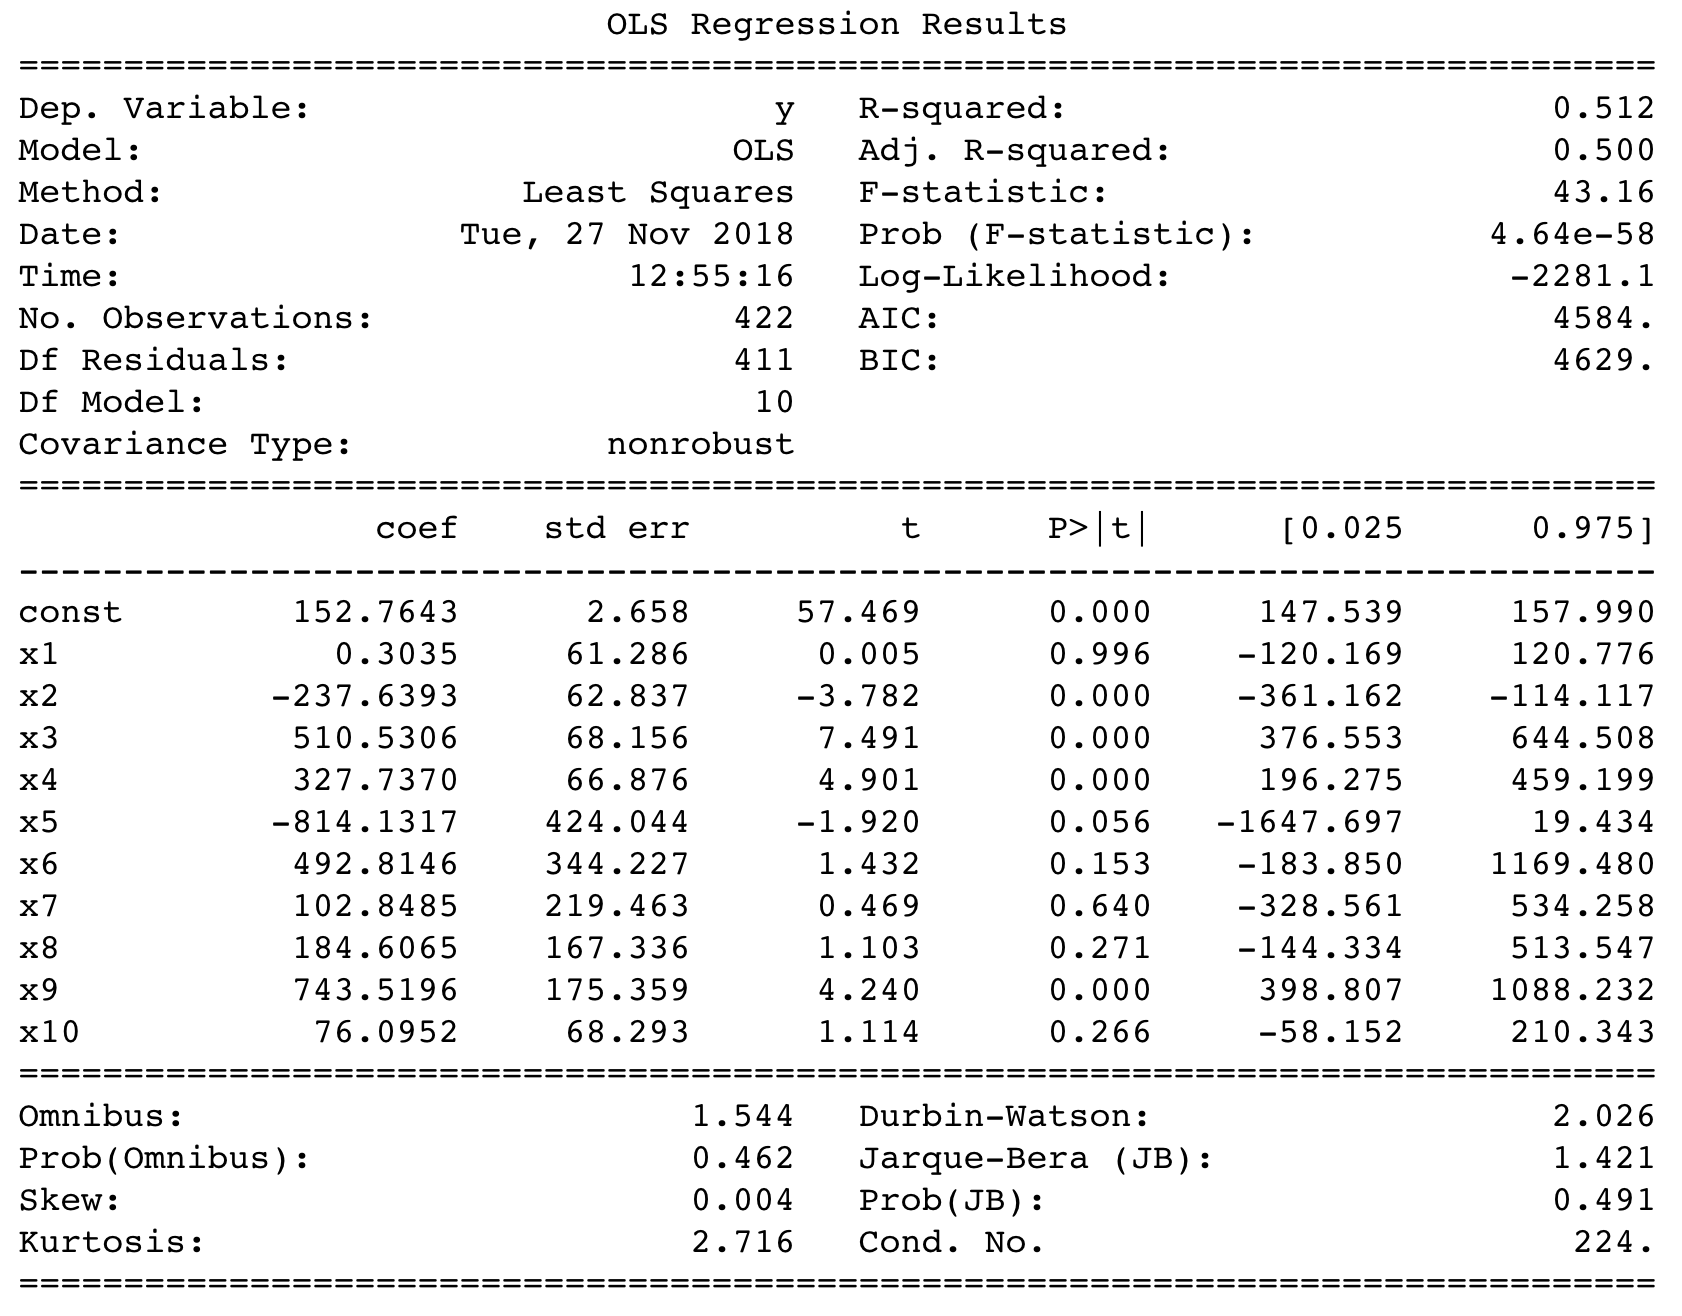 OLS Regression Results
==============================================================================
Dep. Variable:                      y   R-squared:                       0.512
Model:                            OLS   Adj. R-squared:                  0.500
Method:                 Least Squares   F-statistic:                     43.16
Date:                Tue, 27 Nov 2018   Prob (F-statistic):           4.64e-58
Time:                        12:55:16   Log-Likelihood:                -2281.1
No. Observations:                 422   AIC:                             4584.
Df Residuals:                     411   BIC:                             4629.
Df Model:                          10
Covariance Type:            nonrobust
==============================================================================
                 coef    std err          t      P>|t|      [0.025      0.975]
------------------------------------------------------------------------------
const        152.7643      2.658     57.469      0.000     147.539     157.990
x1             0.3035     61.286      0.005      0.996    -120.169     120.776
x2          -237.6393     62.837     -3.782      0.000    -361.162    -114.117
x3           510.5306     68.156      7.491      0.000     376.553     644.508
x4           327.7370     66.876      4.901      0.000     196.275     459.199
x5          -814.1317    424.044     -1.920      0.056   -1647.697      19.434
x6           492.8146    344.227      1.432      0.153    -183.850    1169.480
x7           102.8485    219.463      0.469      0.640    -328.561     534.258
x8           184.6065    167.336      1.103      0.271    -144.334     513.547
x9           743.5196    175.359      4.240      0.000     398.807    1088.232
x10           76.0952     68.293      1.114      0.266     -58.152     210.343
==============================================================================
Omnibus:                        1.544   Durbin-Watson:                   2.026
Prob(Omnibus):                  0.462   Jarque-Bera (JB):                1.421
Skew:                           0.004   Prob(JB):                        0.491
Kurtosis:                       2.716   Cond. No.                         224.
==============================================================================